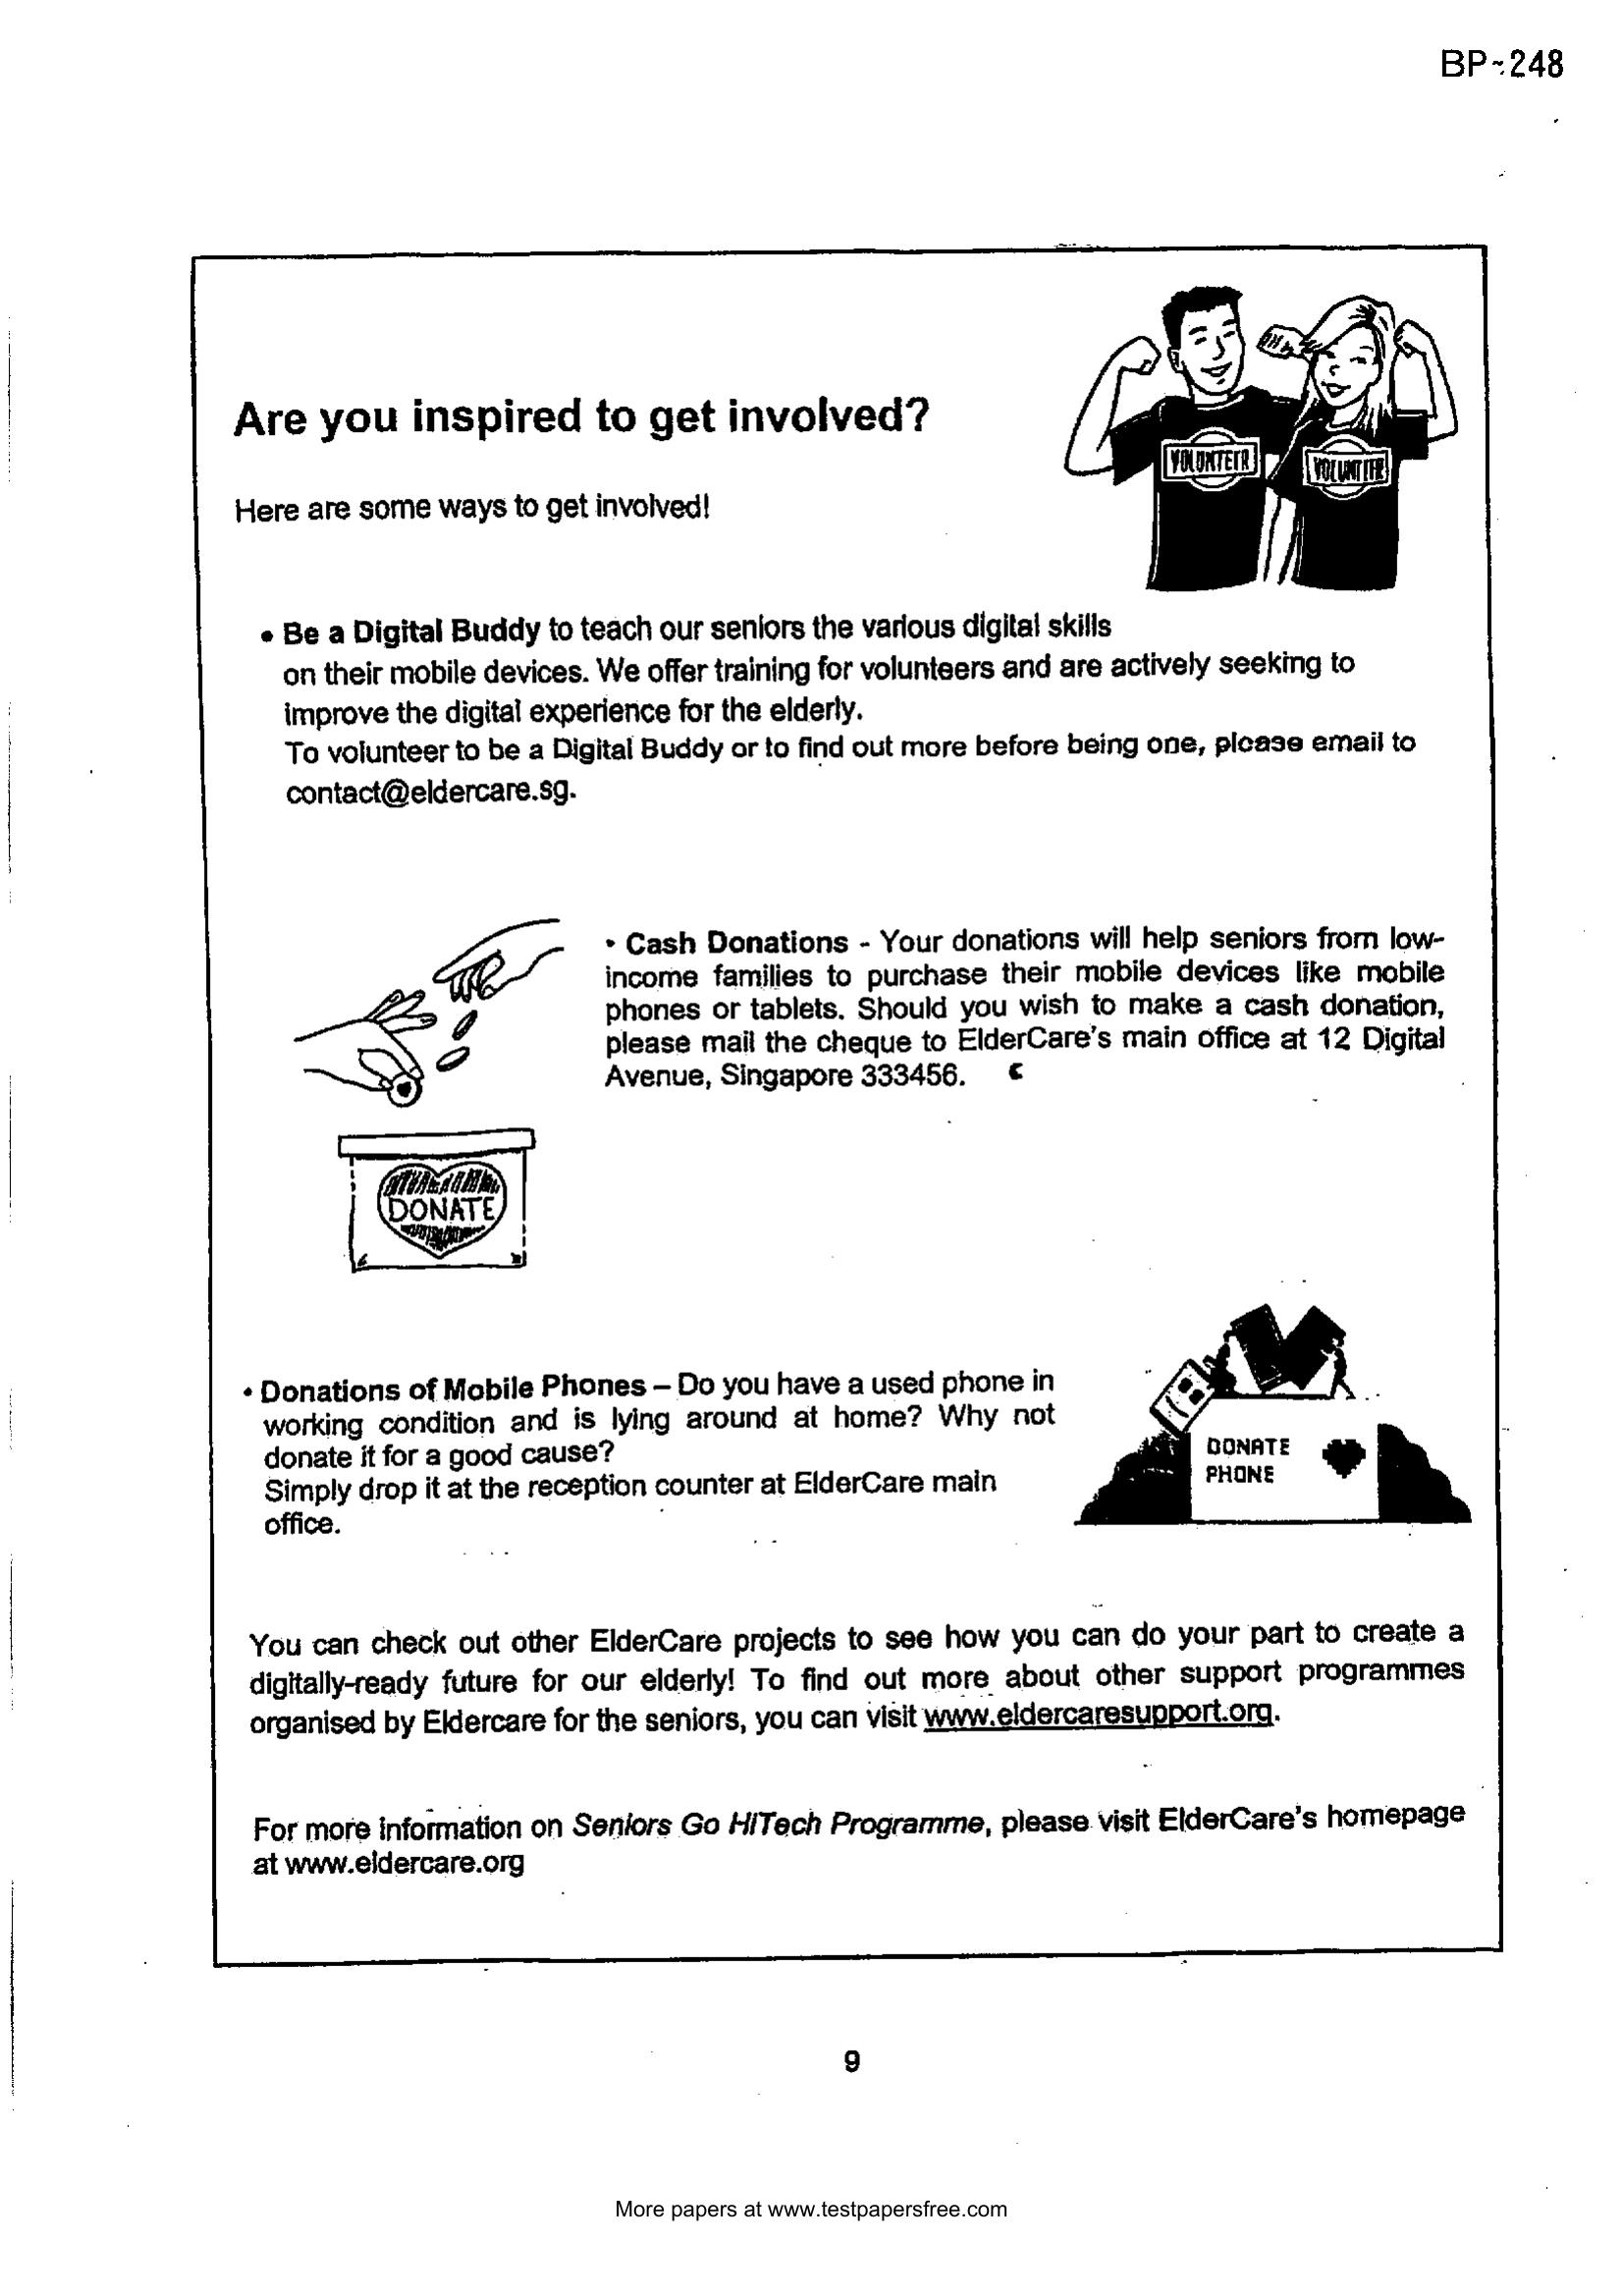 BP-248
VOLUNTEER
VOLUNTEER
Are you inspired to get involved?
Here are some ways to get involved!
• Be a Digital Buddy to teach our seniors the various digital skills
on their mobile devices. We offer training for volunteers and are actively seeking to
improve the digital experience for the elderly.
To volunteer to be a Digital Buddy or to find out more before being one, please email to
contact@eldercare.sg.
• Cash Donations - Your donations will help seniors from low-
income families to purchase their mobile devices like mobile
phones or tablets. Should you wish to make a cash donation,
please mail the cheque to ElderCare's main office at 12 Digital
Avenue, Singapore 333456.
DONATE
• Donations of Mobile Phones – Do you have a used phone in
working condition and is lying around at home? Why not
donate it for a good cause?
Simply drop it at the reception counter at ElderCare main
office.
DONATE
PHONE
You can check out other ElderCare projects to see how you can do your part to create a
digitally-ready future for our elderly! To find out more about other support programmes
organised by Eldercare for the seniors, you can visit www.eldercaresupport.org.
For more information on Seniors Go HiTech Programme, please visit ElderCare's homepage
at www.eldercare.org
9
More papers at www.testpapersfree.com